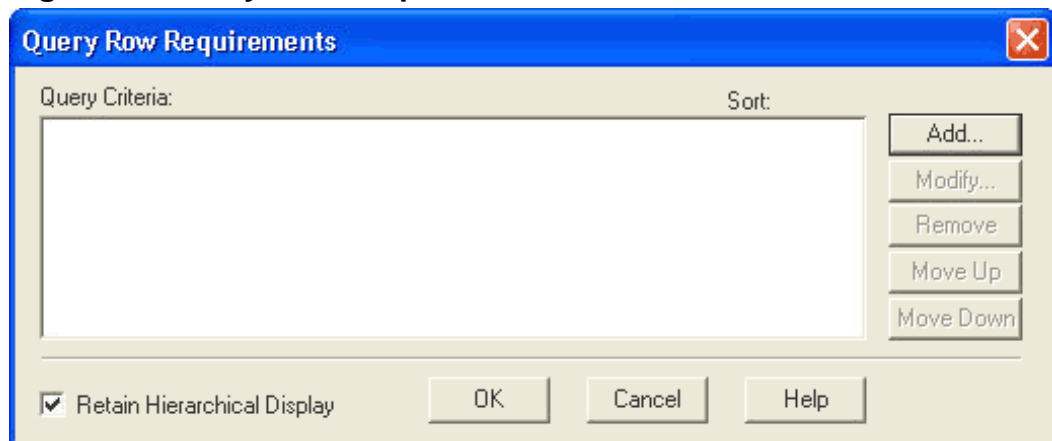 Query Row Requirements
Query Criteria:
Sort:
Add...
Modify...
Remove
Move Up
Move Down
Retain Hierarchical Display
OK
Cancel
Help